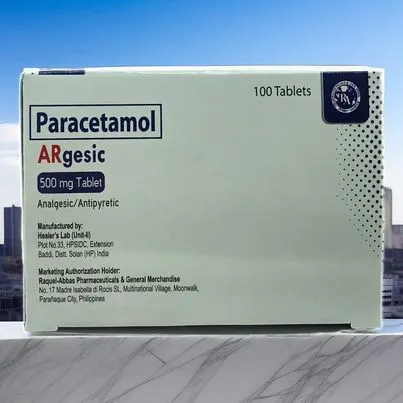 100 Tablets
RA
Paracetamol
ARgesic
500 mg Tablet
Analgesic/Antipyretic
Manufactured by:
Healer's Lab (Unit-II)
Plot No.33, HPSIDC, Extension
Baddi, Distt. Solan (HP) India
Marketing Authorization Holder:
Raquel-Abbas Pharmaceuticals & General Merchandise
No. 17 Madre Isabella di Rocis St., Multinational Village, Moonwalk,
Parañaque City, Philippines